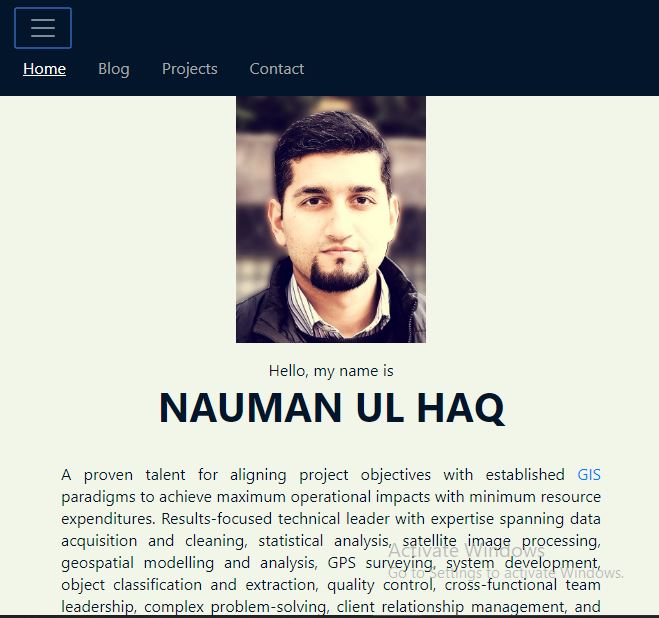 Home Blog Projects Contact
Hello, my name is
NAUMAN UL HAQ
A proven talent for aligning project objectives with established GIS
paradigms to achieve maximum operational impacts with minimum resource
expenditures. Results-focused technical leader with expertise spanning data
acquisition and cleaning, statistical analysis, satellite image processing,
geospatial modelling and analysis, GPS surveying, system development,
object classification and extraction, quality control, cross-functional team
leadership, complex problem-solving, client relationship management, and
Activate Windows
Go to Settings to activate Windows.